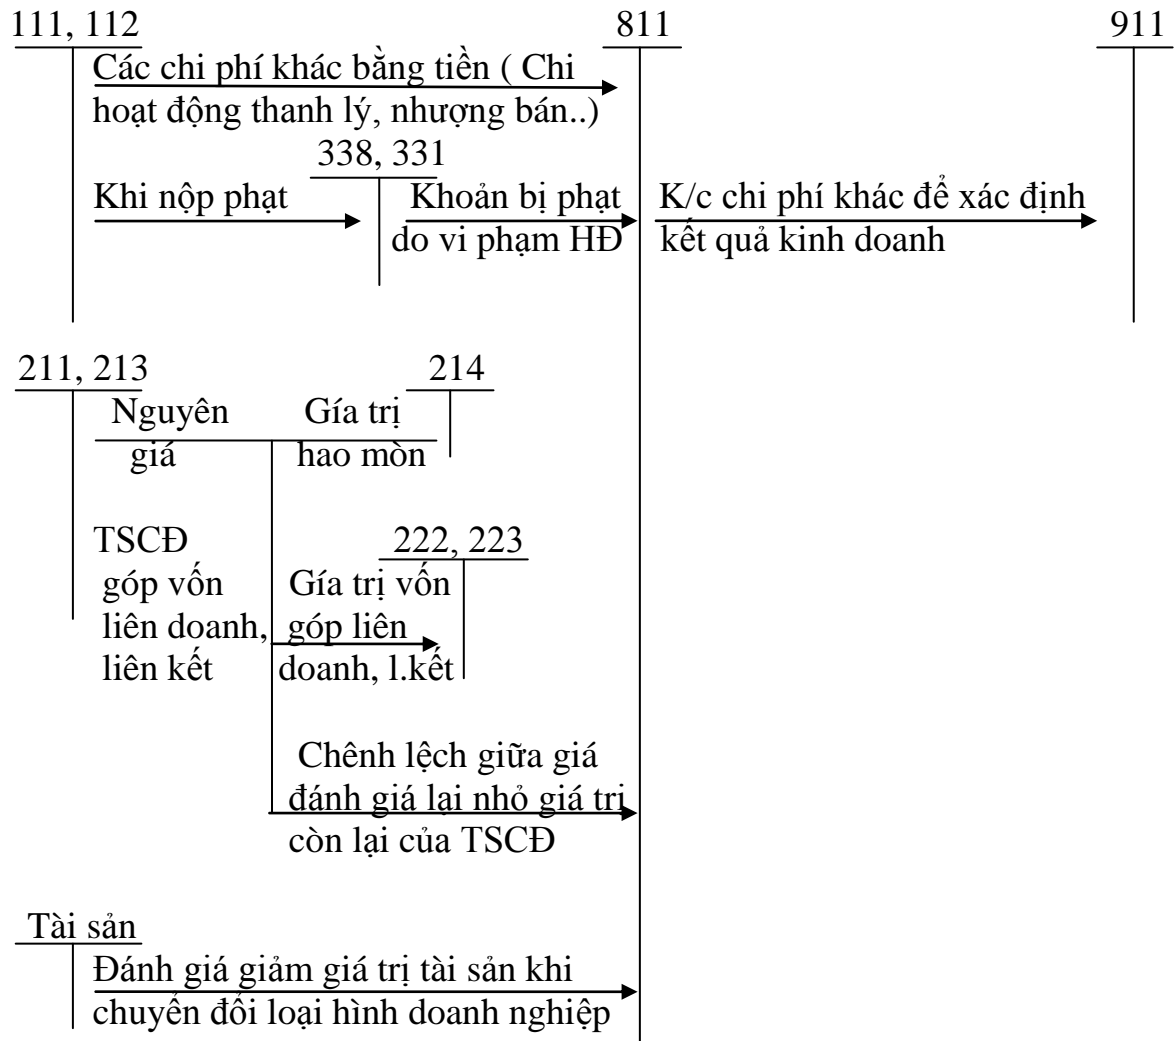 111, 112
811
911
Các chi phí khác bằng tiền ( Chi
hoạt động thanh lý, nhượng bán..)
338, 331
Khi nộp phạt
Khoản bị phạt
do vi phạm HĐ
K/c chi phí khác để xác định
kết quả kinh doanh
211, 213
214
Nguyên
giá
Gía trị
hao mòn
TSCĐ
góp vốn
liên doanh,
liên kết
222, 223
Gía trị vốn
góp liên
doanh, l.kết
Chênh lệch giữa giá
đánh giá lại nhỏ giá trị
còn lại của TSCĐ
Tài sản
Đánh giá giảm giá trị tài sản khi
chuyển đổi loại hình doanh nghiệp